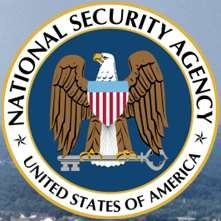 NATIONAL SECURITY AGENCY
UNITED STATES OF AMERICA